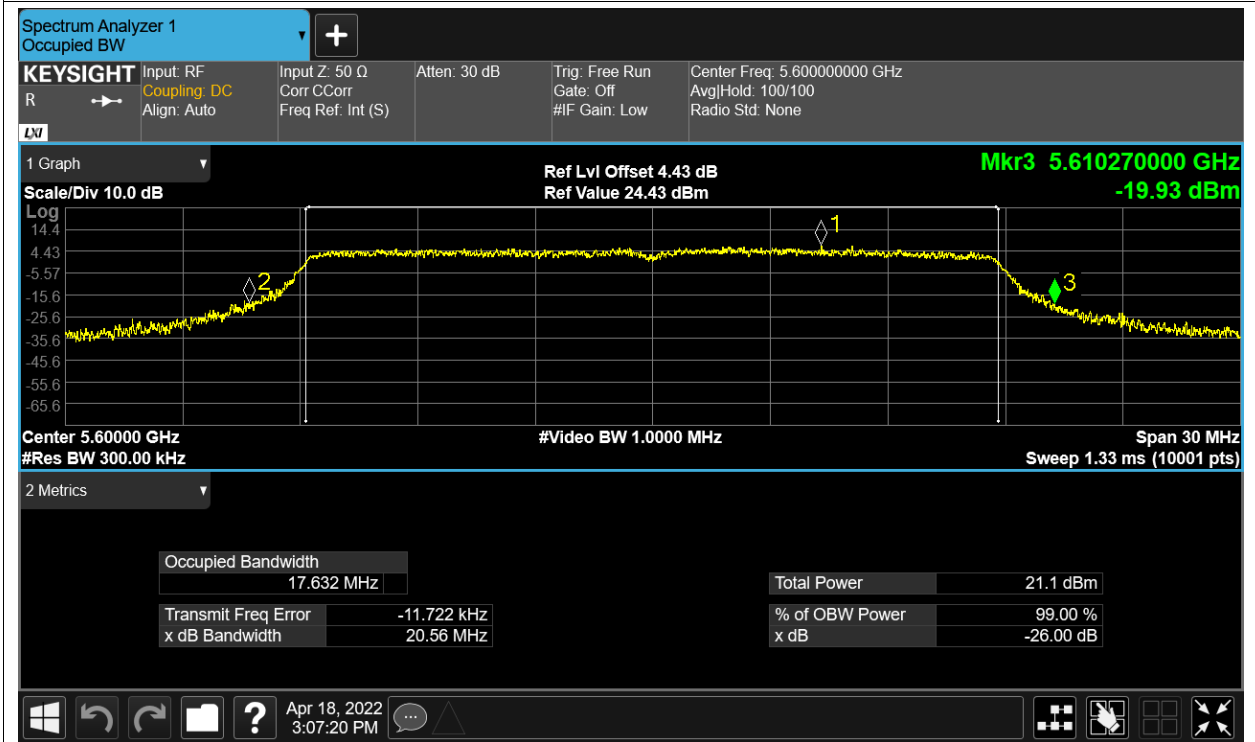 Spectrum Analyzer 1
Occupied BW
KEYSIGHT
R
LXI
Input: RF
Coupling: DC
Align: Auto
Input Z: 50 Ω
Corr CCorr
Freq Ref: Int (S)
Atten: 30 dB
Trig: Free Run
Gate: Off
#IF Gain: Low
Center Freq: 5.600000000 GHz
Avg|Hold: 100/100
Radio Std: None
1 Graph
Scale/Div 10.0 dB
Ref Lvl Offset 4.43 dB
Ref Value 24.43 dBm
Mkr3 5.610270000 GHz
-19.93 dBm
Log
14.4
4.43
-5.57
-15.6
-25.6
-35.6
-45.6
-55.6
-65.6
1
2
3
Center 5.60000 GHz
#Res BW 300.00 kHz
#Video BW 1.0000 MHz
Span 30 MHz
Sweep 1.33 ms (10001 pts)
2 Metrics
Occupied Bandwidth
17.632 MHz
Transmit Freq Error -11.722 kHz
x dB Bandwidth 20.56 MHz
Total Power 21.1 dBm
% of OBW Power 99.00 %
x dB -26.00 dB
?
Apr 18, 2022
3:07:20 PM